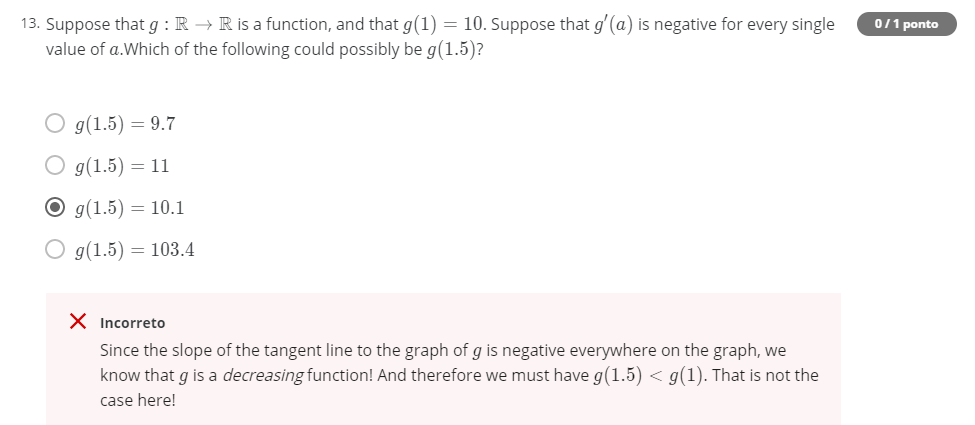 13. Suppose that g : ℝ → ℝ is a function, and that g(1) = 10. Suppose that g′(a) is negative for every single
0 / 1 ponto
value of a.Which of the following could possibly be g(1.5)?
g(1.5) = 9.7
g(1.5) = 11
g(1.5) = 10.1
g(1.5) = 103.4
Incorreto
Since the slope of the tangent line to the graph of g is negative everywhere on the graph, we
know that g is a decreasing function! And therefore we must have g(1.5) < g(1). That is not the
case here!